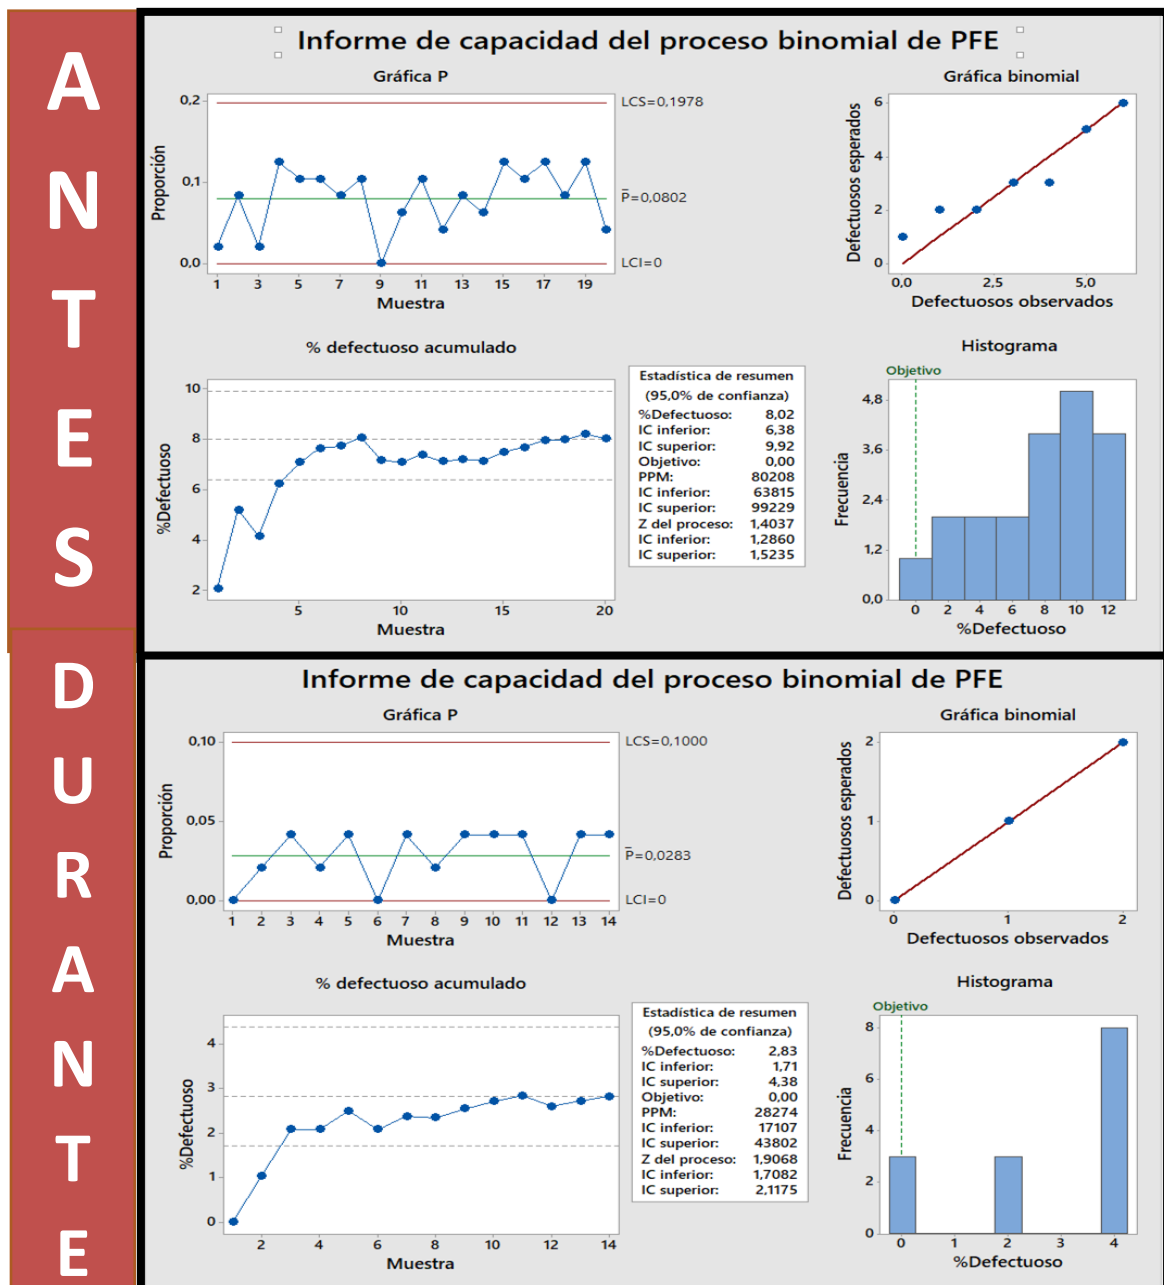 ANTES
Informe de capacidad del proceso binomial de PFE
Gráfica P
0,2
0,1
0,0
Proporción
LCS=0,1978
P̄=0,0802
LCI=0
1 3 5 7 9 11 13 15 17 19
Muestra
Gráfica binomial
6
4
2
0
Defectuosos esperados
0,0 2,5 5,0
Defectuosos observados
% defectuoso acumulado
10
8
6
4
2
%Defectuoso
5 10 15 20
Muestra
Estadística de resumen
(95,0% de confianza)
%Defectuoso: 8,02
IC inferior: 6,38
IC superior: 9,92
Objetivo: 0,00
PPM: 80208
IC inferior: 63815
IC superior: 99229
Z del proceso: 1,4037
IC inferior: 1,2860
IC superior: 1,5235
Histograma
Objetivo
4,8
3,6
2,4
1,2
0,0
Frecuencia
0 2 4 6 8 10 12
%Defectuoso
DURANTE
Informe de capacidad del proceso binomial de PFE
Gráfica P
0,10
0,05
0,00
Proporción
LCS=0,1000
P̄=0,0283
LCI=0
1 2 3 4 5 6 7 8 9 10 11 12 13 14
Muestra
Gráfica binomial
2
1
0
Defectuosos esperados
0 1 2
Defectuosos observados
% defectuoso acumulado
4
3
2
1
0
%Defectuoso
2 4 6 8 10 12 14
Muestra
Estadística de resumen
(95,0% de confianza)
%Defectuoso: 2,83
IC inferior: 1,71
IC superior: 4,38
Objetivo: 0,00
PPM: 28274
IC inferior: 17107
IC superior: 43802
Z del proceso: 1,9068
IC inferior: 1,7082
IC superior: 2,1175
Histograma
Objetivo
8
6
4
2
0
Frecuencia
0 1 2 3 4
%Defectuoso